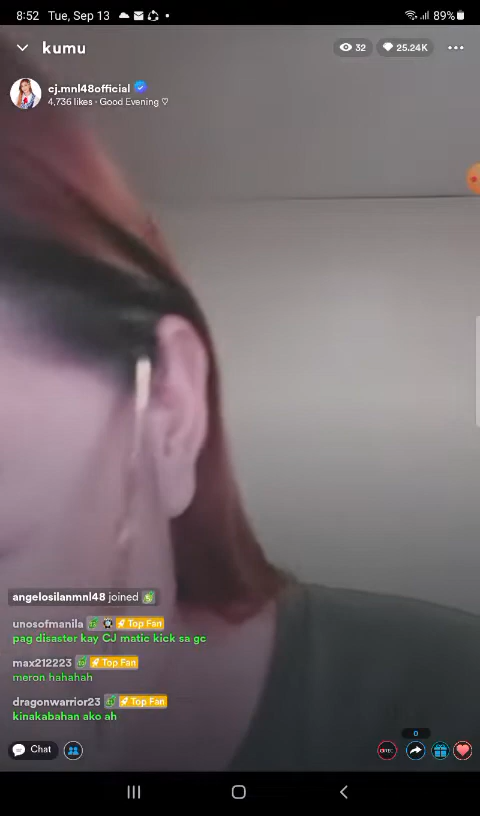 8:52 Tue, Sep 13 89%
kumu 32 25.24K
cj.mnl48official
4,736 likes · Good Evening ♡
angelosilanmnl48 joined
unosofmanila Top Fan
pag disaster kay CJ matic kick sa gc
max212223 Top Fan
meron hahahah
dragonwarrior23 Top Fan
kinakabahan ako ah
0
Chat